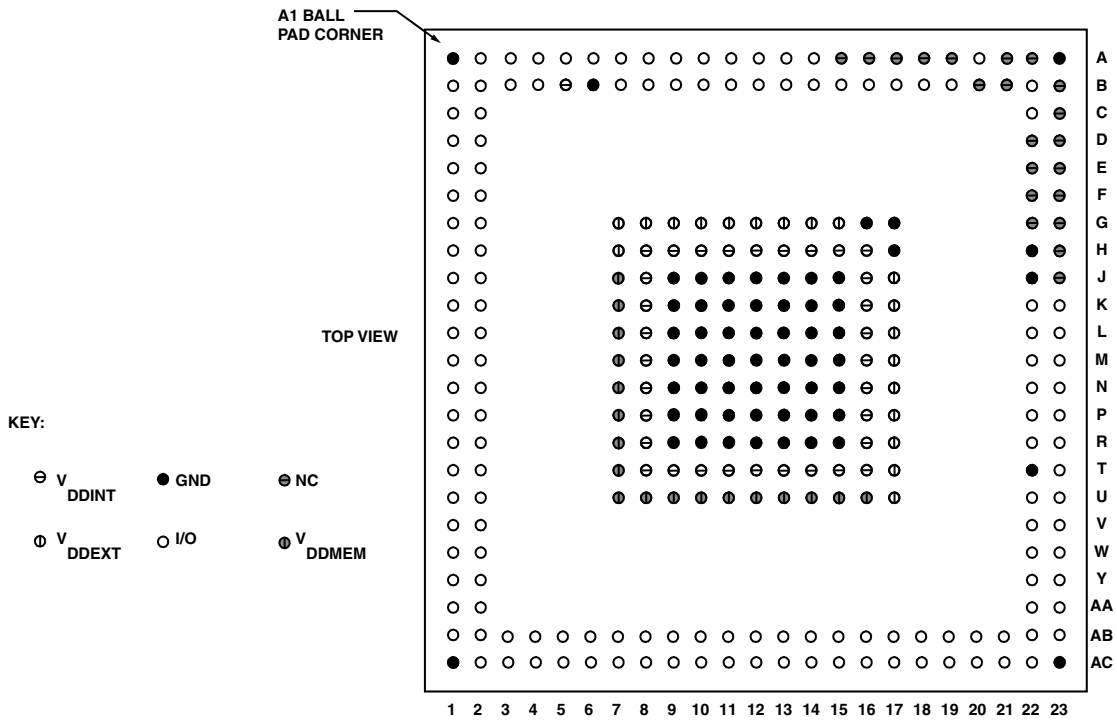 A1 BALL
PAD CORNER
A
B
C
D
E
F
G
H
J
K
L
TOP VIEW
M
N
P
R
T
U
V
W
Y
AA
AB
AC
KEY:
V DDINT
GND
NC
V DDEXT
I/O
V DDMEM
1 2 3 4 5 6 7 8 9 10 11 12 13 14 15 16 17 18 19 20 21 22 23